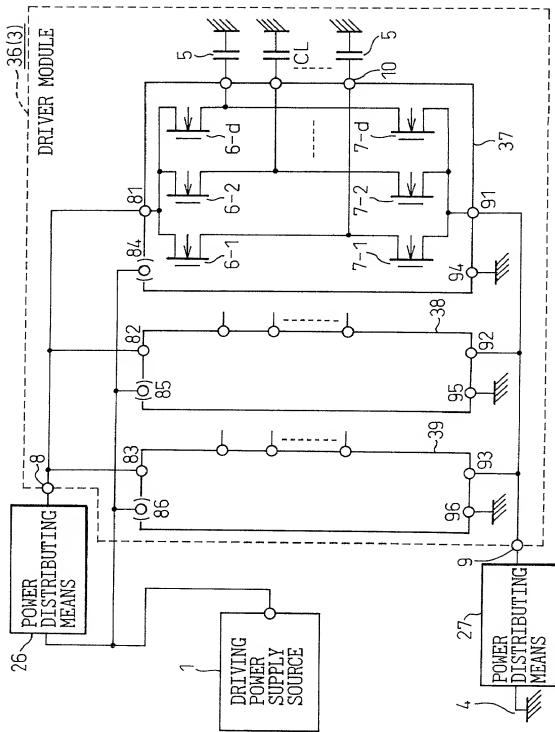 36(3)
DRIVER MODULE
5
CL
5
10
6-d
7-d
6-2
7-2
6-1
7-1
37
81
84
91
94
82
85
38
92
95
83
86
39
93
96
8
9
POWER
DISTRIBUTING
MEANS
26
1
DRIVING
POWER
SUPPLY
SOURCE
27
POWER
DISTRIBUTING
MEANS
4